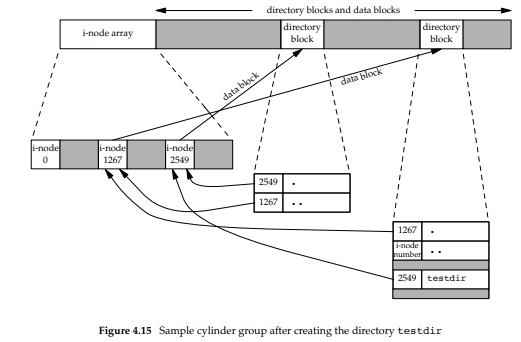 directory blocks and data blocks
i-node array
directory
block
directory
block
data block
data block
i-node
0
i-node
1267
i-node
2549
2549 .
1267 ..
1267 .
i-node
number ..
2549 testdir
Figure 4.15 Sample cylinder group after creating the directory testdir